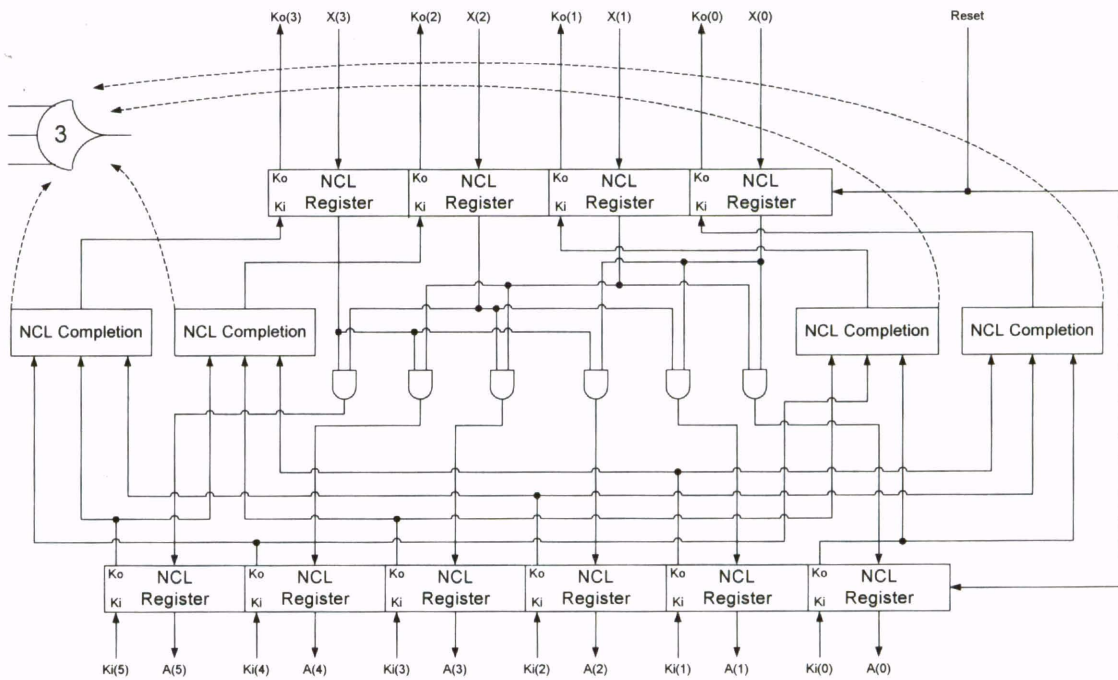 Ko(3) X(3) Ko(2) X(2) Ko(1) X(1) Ko(0) X(0) Reset
3
Ko NCL Register Ki
Ko NCL Register Ki
Ko NCL Register Ki
Ko NCL Register Ki
NCL Completion
NCL Completion
NCL Completion
NCL Completion
Ko NCL Register Ki
Ko NCL Register Ki
Ko NCL Register Ki
Ko NCL Register Ki
Ko NCL Register Ki
Ko NCL Register Ki
Ki(5) A(5) Ki(4) A(4) Ki(3) A(3) Ki(2) A(2) Ki(1) A(1) Ki(0) A(0)